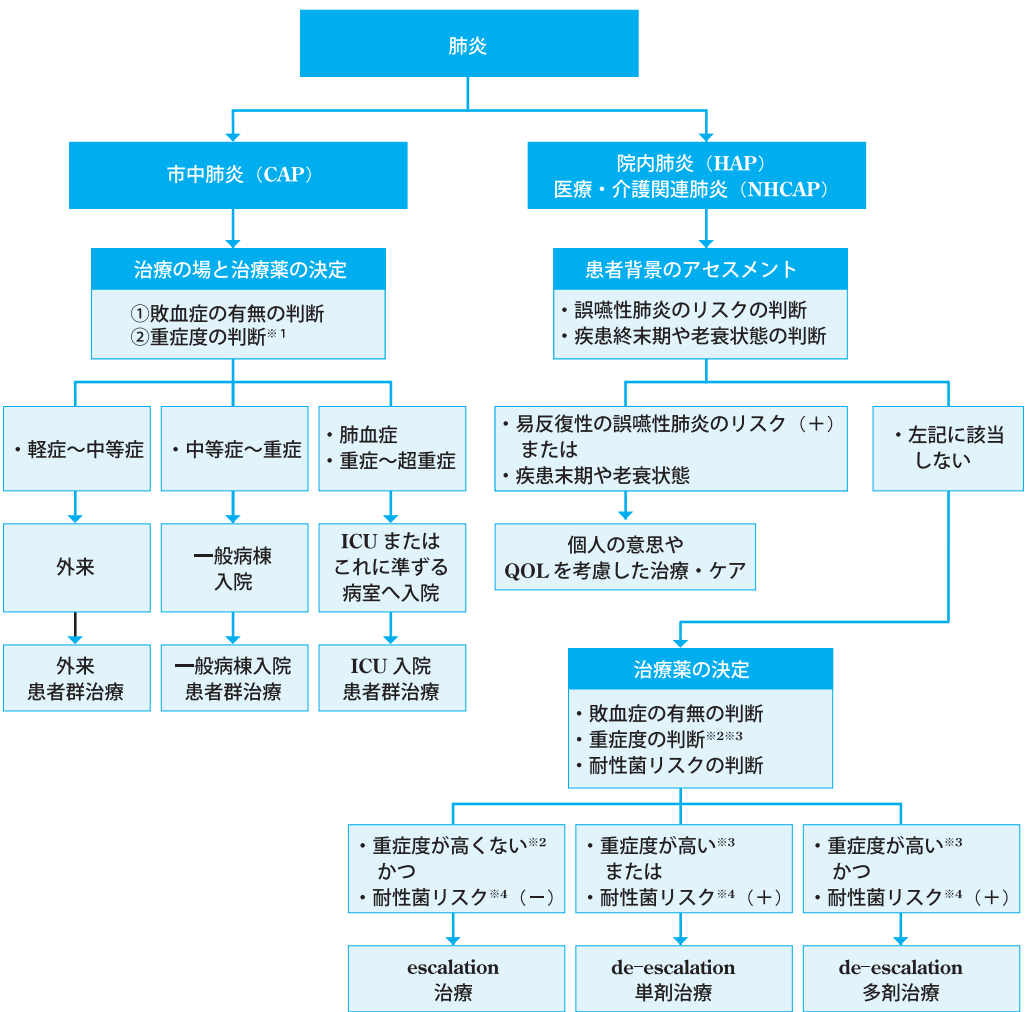 肺炎
市中肺炎（CAP）
院内肺炎（HAP）
医療・介護関連肺炎（NHCAP）
治療の場と治療薬の決定
①敗血症の有無の判断
②重症度の判断※1
患者背景のアセスメント
・誤嚥性肺炎のリスクの判断
・疾患終末期や老衰状態の判断
・軽症～中等症
・中等症～重症
・肺血症
・重症～超重症
・易反復性の誤嚥性肺炎のリスク（＋）
または
・疾患末期や老衰状態
・左記に該当
しない
外来
一般病棟
入院
ICU または
これに準ずる
病室へ入院
個人の意思や
QOL を考慮した治療・ケア
外来
患者群治療
一般病棟入院
患者群治療
ICU 入院
患者群治療
治療薬の決定
・敗血症の有無の判断
・重症度の判断※2※3
・耐性菌リスクの判断
・重症度が高くない※2
かつ
・耐性菌リスク※4（－）
・重症度が高い※3
または
・耐性菌リスク※4（＋）
・重症度が高い※3
かつ
・耐性菌リスク※4（＋）
escalation
治療
de-escalation
単剤治療
de-escalation
多剤治療